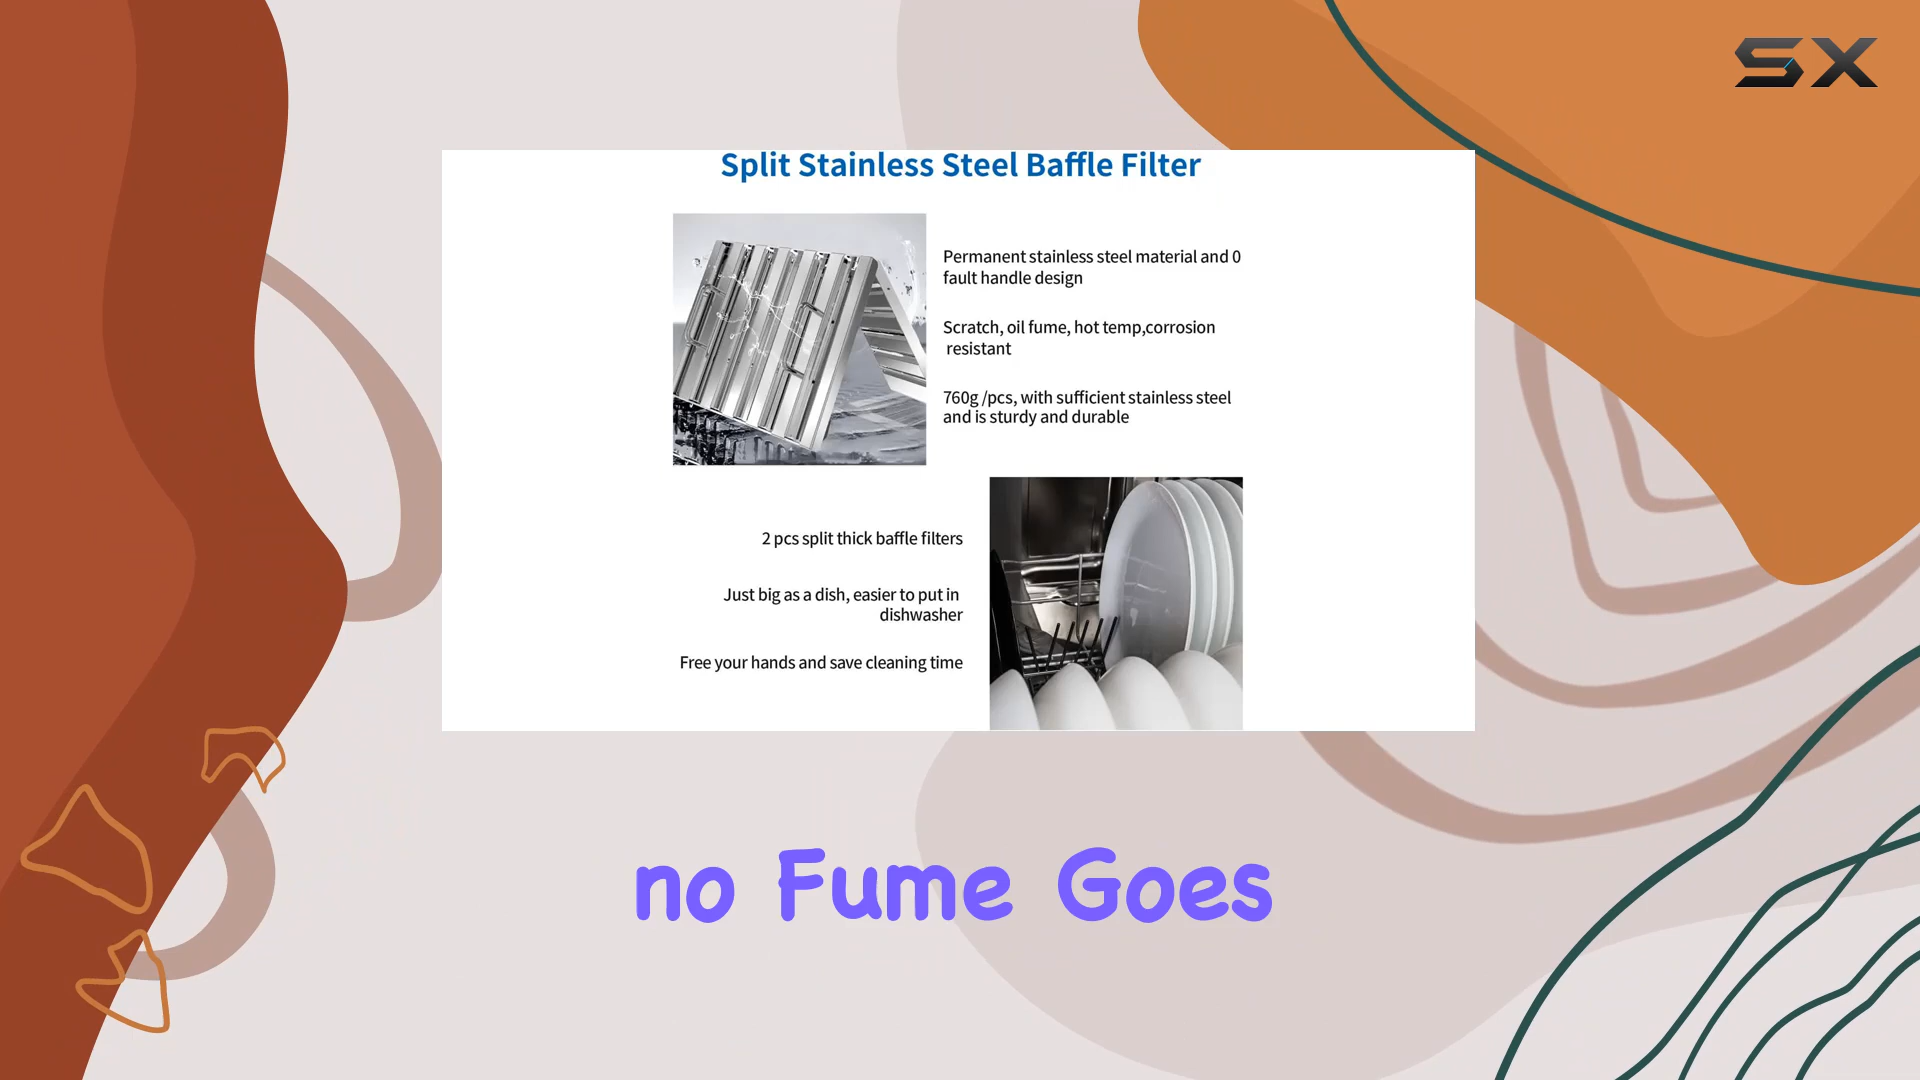 SX
Split Stainless Steel Baffle Filter
Permanent stainless steel material and 0
fault handle design
Scratch, oil fume, hot temp,corrosion
resistant
760g /pcs, with sufficient stainless steel
and is sturdy and durable
2 pcs split thick baffle filters
Just big as a dish, easier to put in
dishwasher
Free your hands and save cleaning time
no Fume Goes